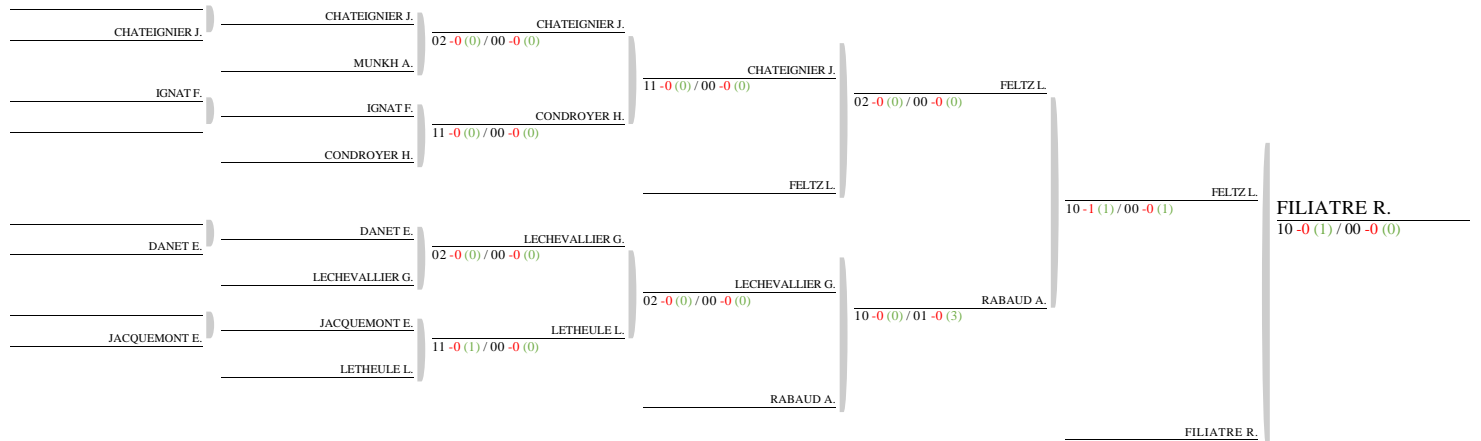 CHATEIGNIER J.
IGNAT F.
DANET E.
JACQUEMONT E.
CHATEIGNIER J.
MUNKH A.
IGNAT F.
CONDROYER H.
DANET E.
LECHEVALLIER G.
JACQUEMONT E.
LETHEULE L.
CHATEIGNIER J.
02 -0 (0) / 00 -0 (0)
CONDROYER H.
11 -0 (0) / 00 -0 (0)
LECHEVALLIER G.
02 -0 (0) / 00 -0 (0)
LETHEULE L.
11 -0 (1) / 00 -0 (0)
CHATEIGNIER J.
11 -0 (0) / 00 -0 (0)
FELTZ L.
LECHEVALLIER G.
02 -0 (0) / 00 -0 (0)
RABAUD A.
FELTZ L.
02 -0 (0) / 00 -0 (0)
RABAUD A.
10 -0 (0) / 01 -0 (3)
FELTZ L.
10 -1 (1) / 00 -0 (1)
FILIATRE R.
FILIATRE R.
10 -0 (1) / 00 -0 (0)